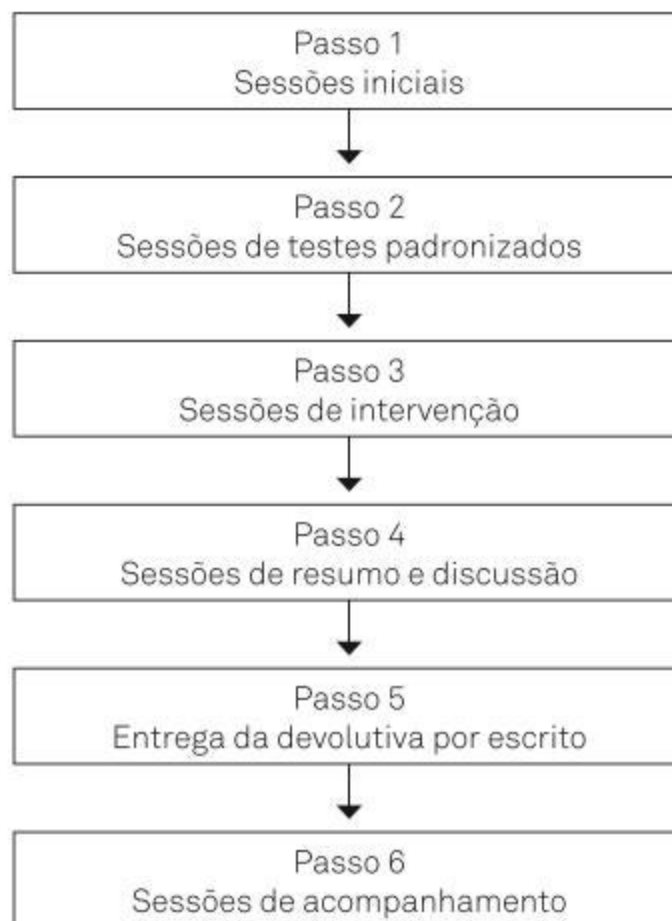 Passo 1
Sessões iniciais
Passo 2
Sessões de testes padronizados
Passo 3
Sessões de intervenção
Passo 4
Sessões de resumo e discussão
Passo 5
Entrega da devolutiva por escrito
Passo 6
Sessões de acompanhamento